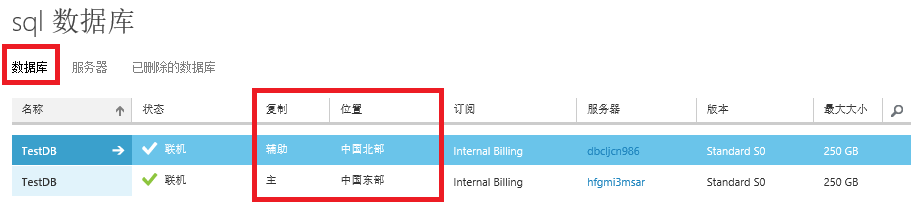 sql 数据库
数据库 服务器 已删除的数据库
名称 状态 复制 位置 订阅 服务器 版本 最大大小
TestDB 联机 辅助 中国北部 Internal Billing dbcljcn986 Standard S0 250 GB
TestDB 联机 主 中国东部 Internal Billing hfgmi3msar Standard S0 250 GB